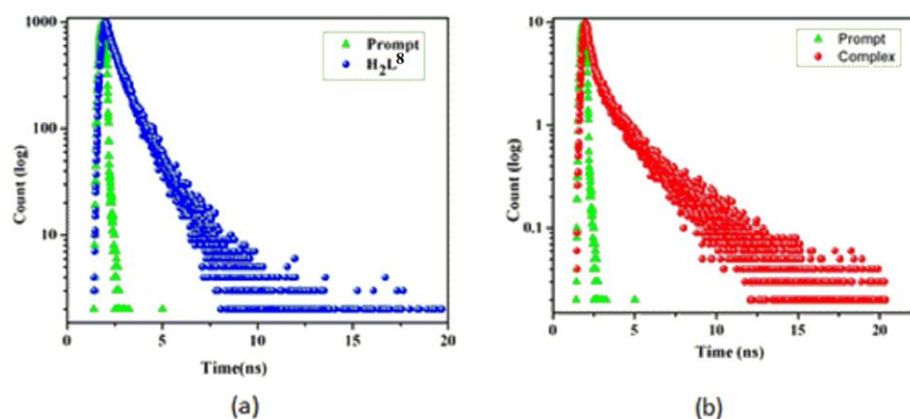 1000
100
10
Count (log)
0
5
10
15
20
Time(ns)
Prompt
H₂L⁸
(a)
10
1
0.1
Count (log)
0
5
10
15
20
Time (ns)
Prompt
Complex
(b)